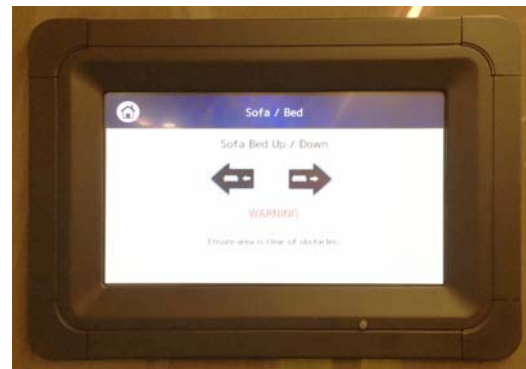 Sofa / Bed
Sofa Bed Up / Down
WARNING
Ensure area is clear of obstacles.